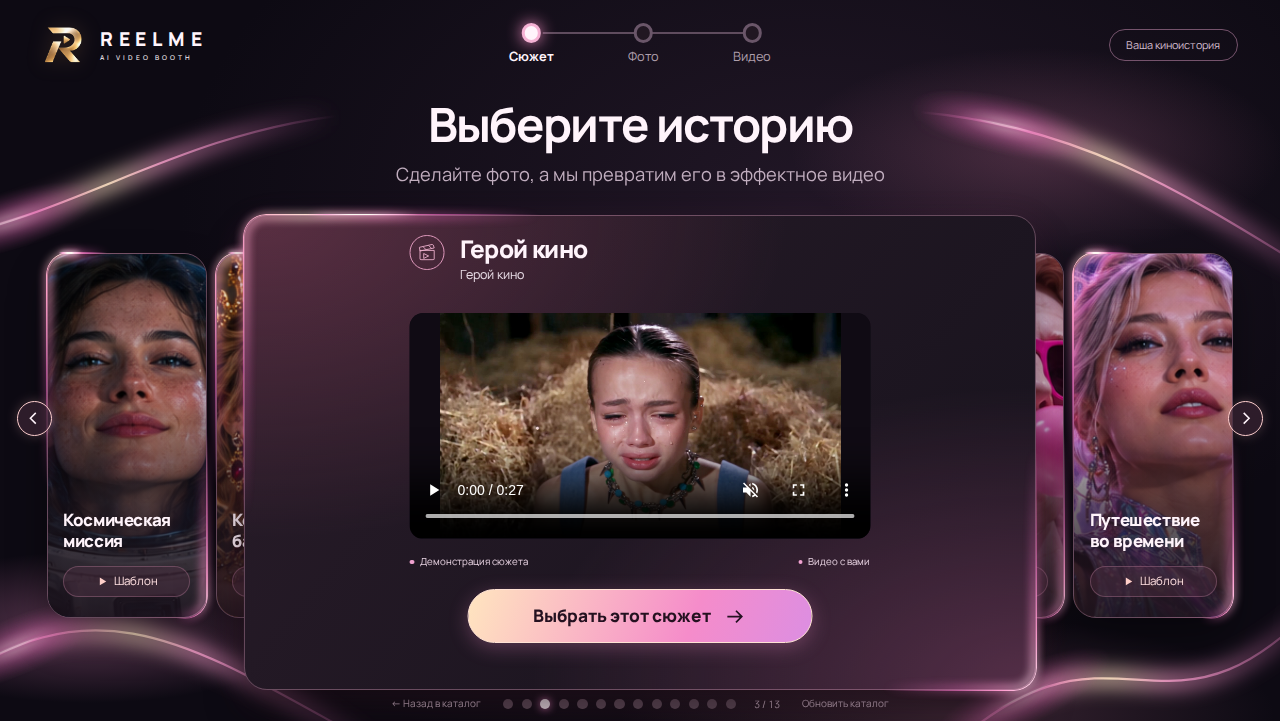 REELME
AI VIDEO BOOTH
Сюжет
Фото
Видео
Ваша киноистория
Выберите историю
Сделайте фото, а мы превратим его в эффектное видео
Герой кино
Герой кино
Космическая
миссия
Шаблон
0:00 / 0:27
Демонстрация сюжета
Видео с вами
Выбрать этот сюжет →
Путешествие
во времени
Шаблон
← Назад в каталог
3 / 13
Обновить каталог